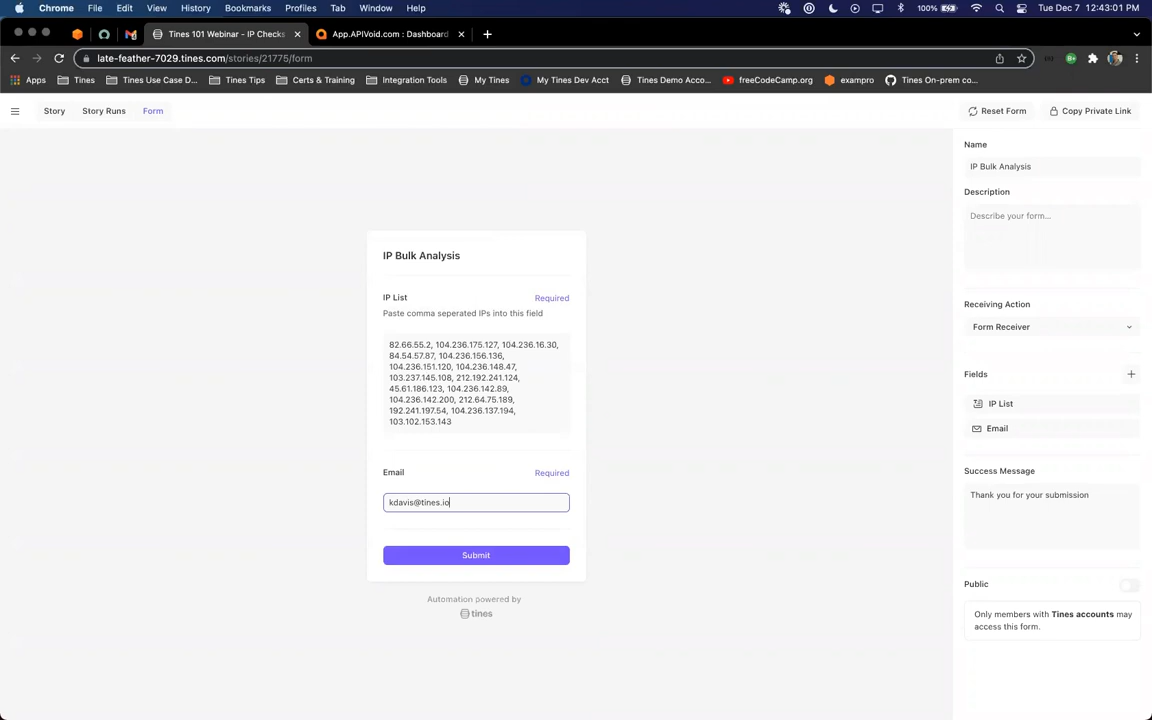 Chrome File Edit View History Bookmarks Profiles Tab Window Help 100% Tue Dec 7 12:43:01 AM
Tines 101 Webinar - IP Checks
App.APIVoid.com : Dashboard
late-feather-7029.tines.com/stories/21775/form
Apps Tines Tines Use Case D... Tines Tips Certs & Training Integration Tools My Tines My Tines Dev Acct Tines Demo Acco... freeCodeCamp.org exampro Tines On-prem co...
Story Story Runs Form Reset Form Copy Private Link
IP Bulk Analysis
IP List Required
Paste comma seperated IPs into this field
82.66.55.2, 104.236.175.127, 104.236.16.30,
84.54.57.87, 104.236.156.136,
104.236.151.120, 104.236.148.47,
103.237.145.108, 212.192.241.124,
45.61.186.123, 104.236.142.89,
104.236.142.200, 212.64.75.189,
192.241.197.54, 104.236.137.194,
103.102.153.143
Email Required
kdavis@tines.io
Submit
Automation powered by
tines
Name
IP Bulk Analysis
Description
Describe your form...
Receiving Action
Form Receiver
Fields
IP List
Email
Success Message
Thank you for your submission
Public
Only members with Tines accounts may
access this form.